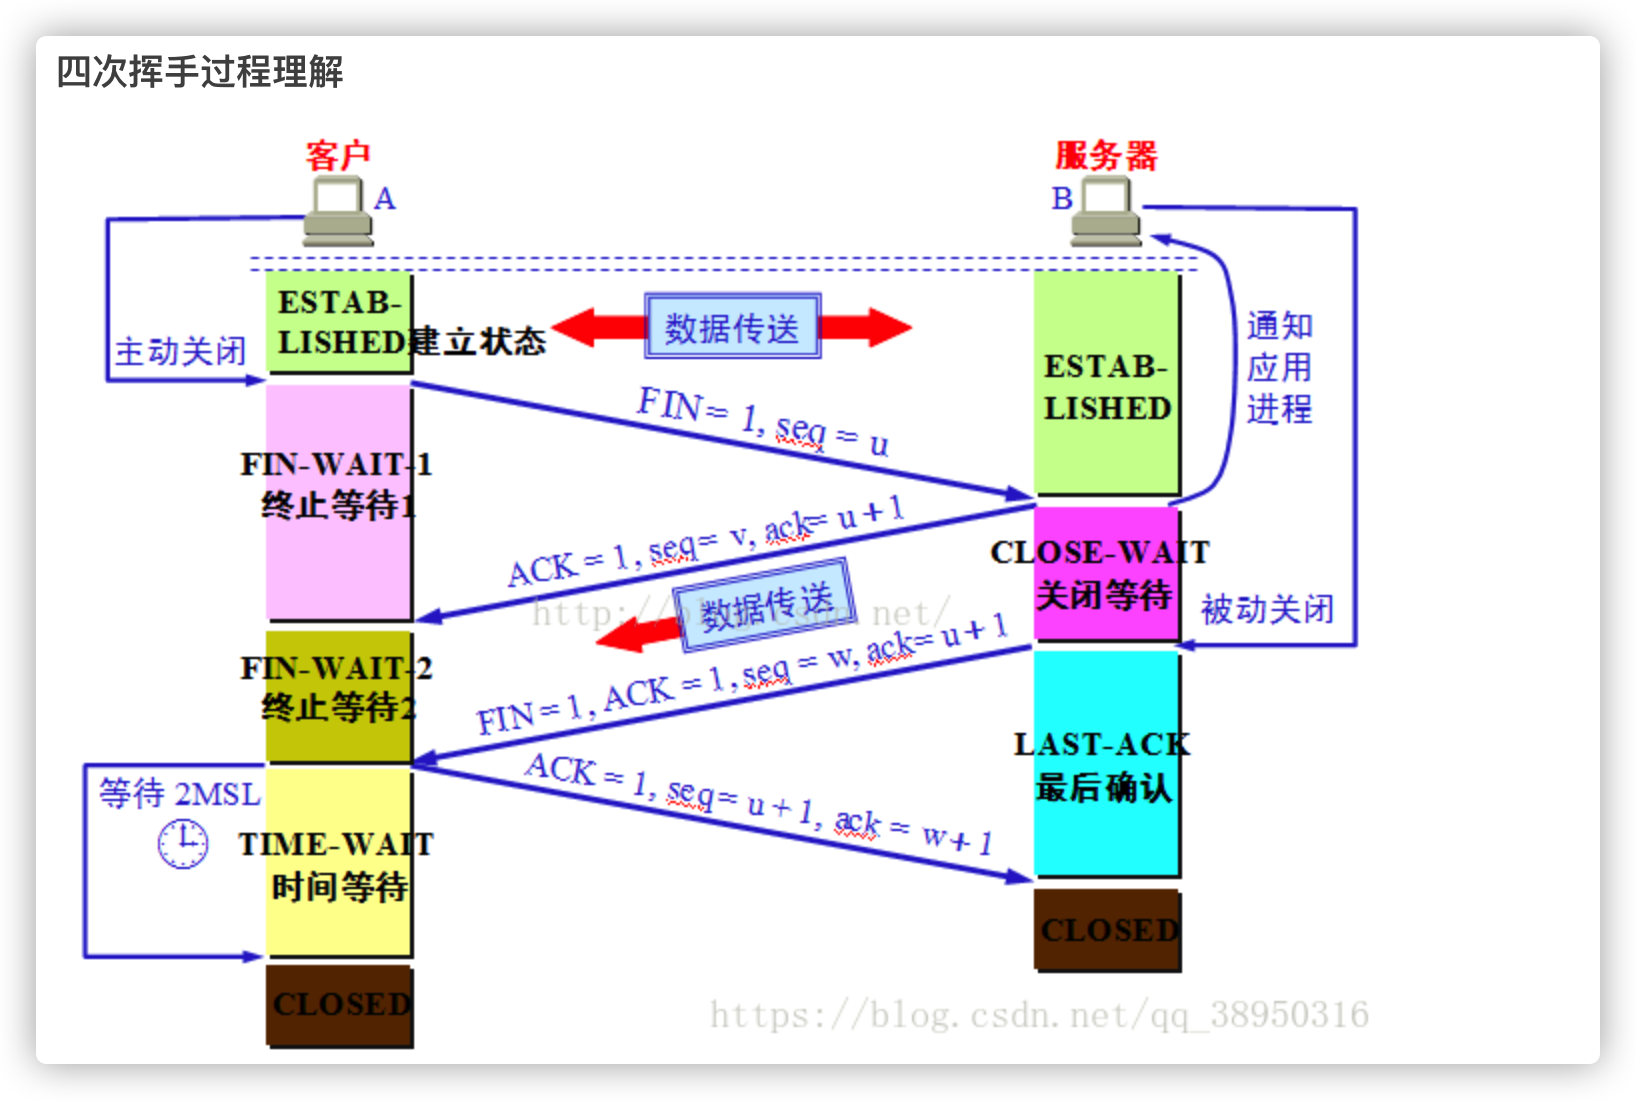 四次挥手过程理解
客户
服务器
A
B
ESTAB-
LISHED建立状态
数据传送
主动关闭
ESTAB-
LISHED
通知
应用
进程
FIN= 1, seq = u
FIN-WAIT-1
终止等待1
ACK = 1, seq= v, ack= u + 1
CLOSE-WAIT
关闭等待
http://blog.csdn.net/
数据传送
被动关闭
FIN-WAIT-2
终止等待2
FIN = 1, ACK = 1, seq = w, ack= u + 1
LAST-ACK
最后确认
ACK = 1, seq= u + 1, ack = w+ 1
等待 2MSL
TIME-WAIT
时间等待
CLOSED
CLOSED
https://blog.csdn.net/qq_38950316